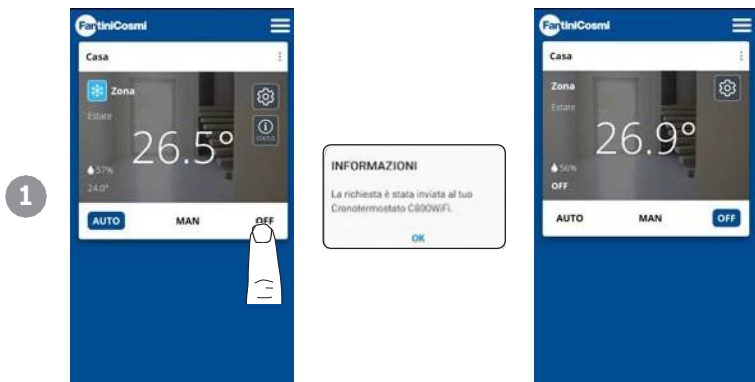 1
FantiniCosmi
Casa
Zona
Estate
26.5°
57%
24.0°
STATUS
AUTO MAN OFF
INFORMAZIONI
La richiesta è stata inviata al tuo
Cronotermostato C800WiFi.
OK
FantiniCosmi
Casa
Zona
Estate
26.9°
56%
OFF
AUTO MAN OFF